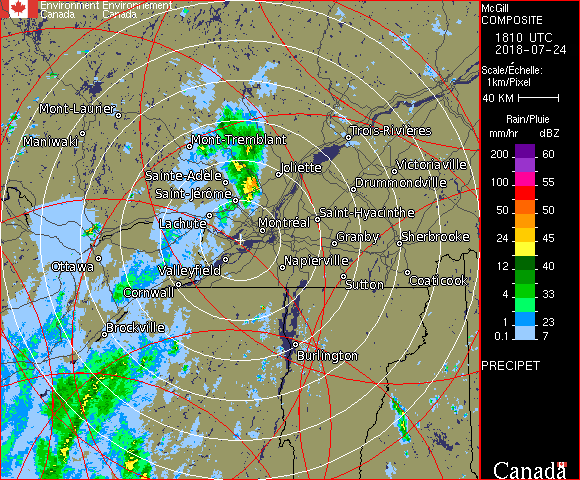 Environment Environnement
Canada Canada
McGill
COMPOSITE
1810 UTC
2018-07-24
Scale/Échelle:
1km/Pixel
40 KM
Rain/Pluie
mm/hr dBZ
200 60
150 55
100 55
50 50
24 45
12 40
4 33
1 23
0.1 7
PRECIPET
Canada
Mont-Laurier
Maniwaki
Mont-Tremblant
Trois-Rivières
Joliette
Victoriaville
Sainte-Adèle
Drummondville
Saint-Jérôme
Lachute
Saint-Hyacinthe
Montréal
Granby
Sherbrooke
Ottawa
Valleyfield
Napierville
Cornwall
Sutton
Coaticook
Brockville
Burlington